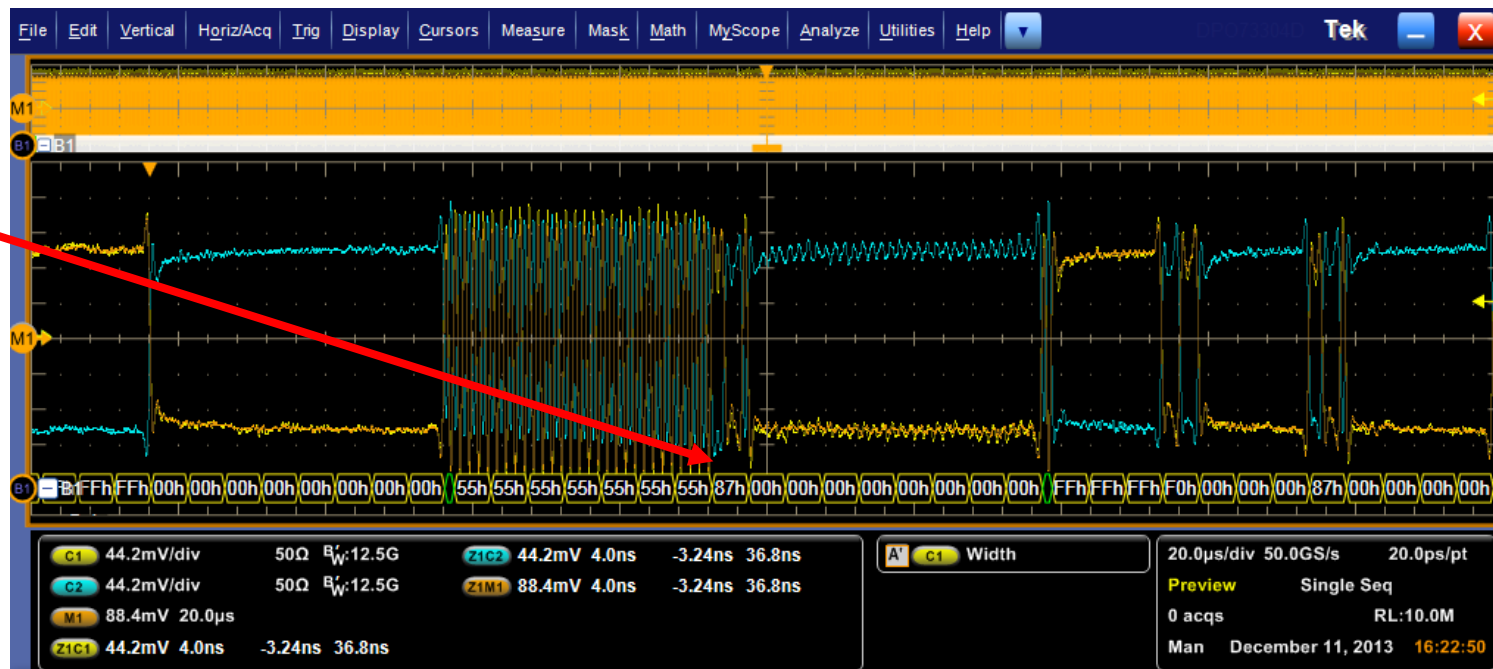 File Edit Vertical Horiz/Acq Trig Display Cursors Measure Mask Math MyScope Analyze Utilities Help Tek X
M1
B1 B1
M1
B1 B1 FFh FFh 00h 00h 00h 00h 00h 00h 00h 55h 55h 55h 55h 55h 55h 55h 87h 00h 00h 00h 00h 00h 00h 00h 00h FFh FFh FFh F0h 00h 00h 00h 87h 00h 00h 00h 00h
C1 44.2mV/div 50Ω BW:12.5G Z1C2 44.2mV 4.0ns -3.24ns 36.8ns A' C1 Width 20.0µs/div 50.0GS/s 20.0ps/pt
C2 44.2mV/div 50Ω BW:12.5G Z1M1 88.4mV 4.0ns -3.24ns 36.8ns Preview Single Seq
M1 88.4mV 20.0µs 0 acqs RL:10.0M
Z1C1 44.2mV 4.0ns -3.24ns 36.8ns Man December 11, 2013 16:22:50